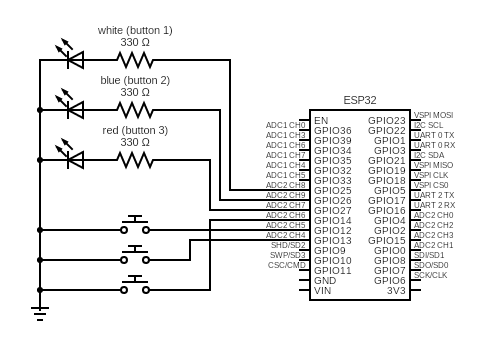 white (button 1)
330 Ω
blue (button 2)
330 Ω
red (button 3)
330 Ω
ESP32
ADC1 CH0
ADC1 CH3
ADC1 CH6
ADC1 CH7
ADC1 CH4
ADC1 CH5
ADC2 CH8
ADC2 CH9
ADC2 CH7
ADC2 CH6
ADC2 CH5
ADC2 CH4
SHD/SD2
SWP/SD3
CSC/CMD
EN
GPIO36
GPIO39
GPIO34
GPIO35
GPIO32
GPIO33
GPIO25
GPIO26
GPIO27
GPIO14
GPIO12
GPIO13
GPIO9
GPIO10
GPIO11
GND
VIN
GPIO23
GPIO22
GPIO1
GPIO3
GPIO21
GPIO19
GPIO18
GPIO5
GPIO17
GPIO16
GPIO4
GPIO2
GPIO15
GPIO0
GPIO8
GPIO7
GPIO6
3V3
VSPI MOSI
I2C SCL
UART 0 TX
UART 0 RX
I2C SDA
VSPI MISO
VSPI CLK
VSPI CS0
UART 2 TX
UART 2 RX
ADC2 CH0
ADC2 CH2
ADC2 CH3
ADC2 CH1
SDI/SD1
SDO/SD0
SCK/CLK